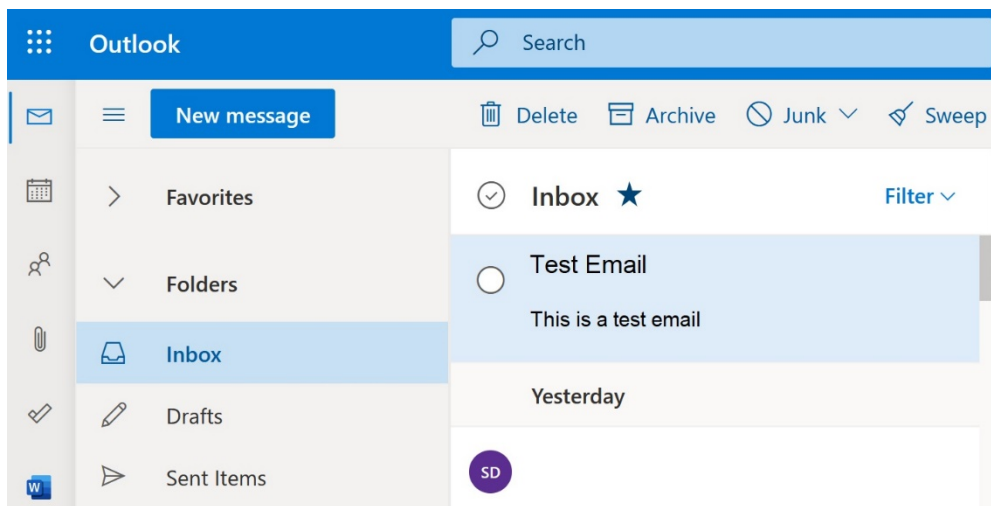 Outlook
Search
New message
Delete Archive Junk Sweep
Favorites
Folders
Inbox
Drafts
Sent Items
Inbox Filter
Test Email
This is a test email
Yesterday
SD
W